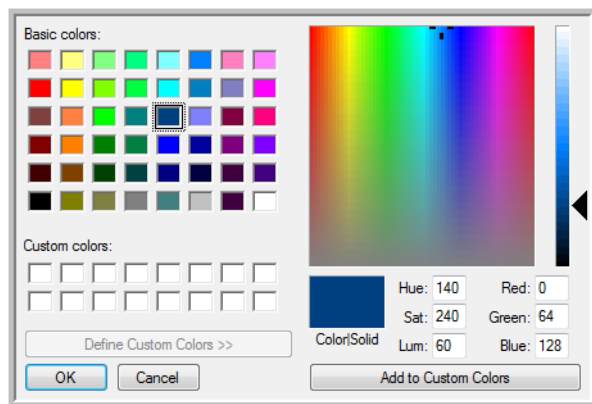 Basic colors:
Custom colors:
Define Custom Colors >>
OK Cancel
Color|Solid
Hue: 140 Red: 0
Sat: 240 Green: 64
Lum: 60 Blue: 128
Add to Custom Colors